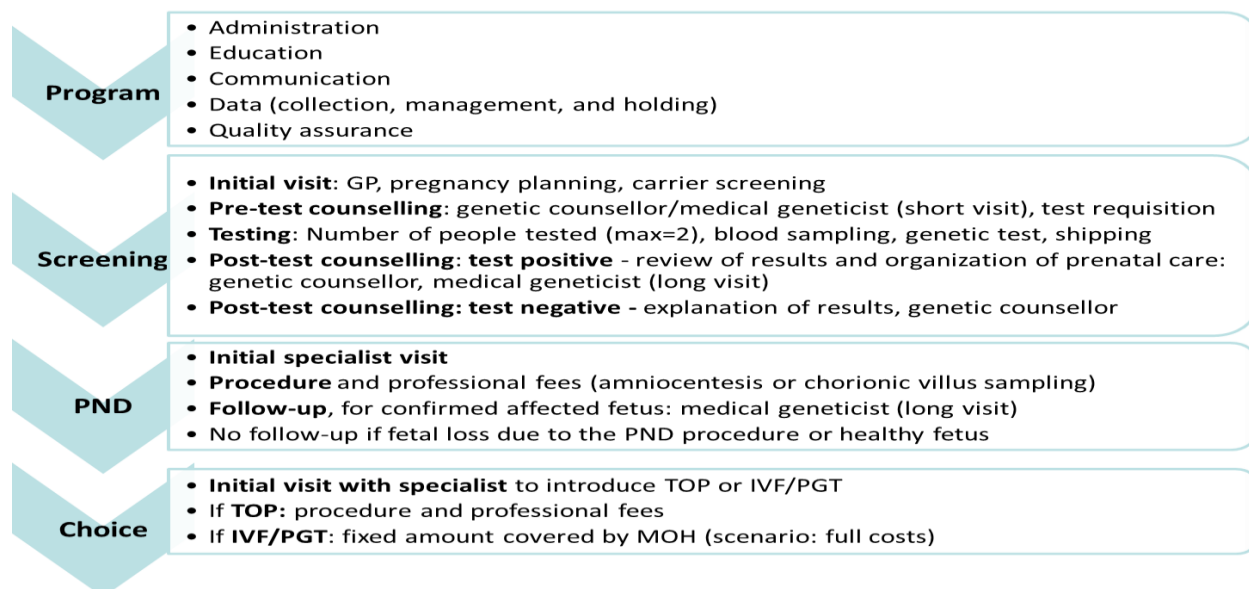 Program
• Administration
• Education
• Communication
• Data (collection, management, and holding)
• Quality assurance
Screening
• Initial visit: GP, pregnancy planning, carrier screening
• Pre-test counselling: genetic counsellor/medical geneticist (short visit), test requisition
• Testing: Number of people tested (max=2), blood sampling, genetic test, shipping
• Post-test counselling: test positive - review of results and organization of prenatal care:
genetic counsellor, medical geneticist (long visit)
• Post-test counselling: test negative - explanation of results, genetic counsellor
PND
• Initial specialist visit
• Procedure and professional fees (amniocentesis or chorionic villus sampling)
• Follow-up, for confirmed affected fetus: medical geneticist (long visit)
• No follow-up if fetal loss due to the PND procedure or healthy fetus
Choice
• Initial visit with specialist to introduce TOP or IVF/PGT
• If TOP: procedure and professional fees
• If IVF/PGT: fixed amount covered by MOH (scenario: full costs)